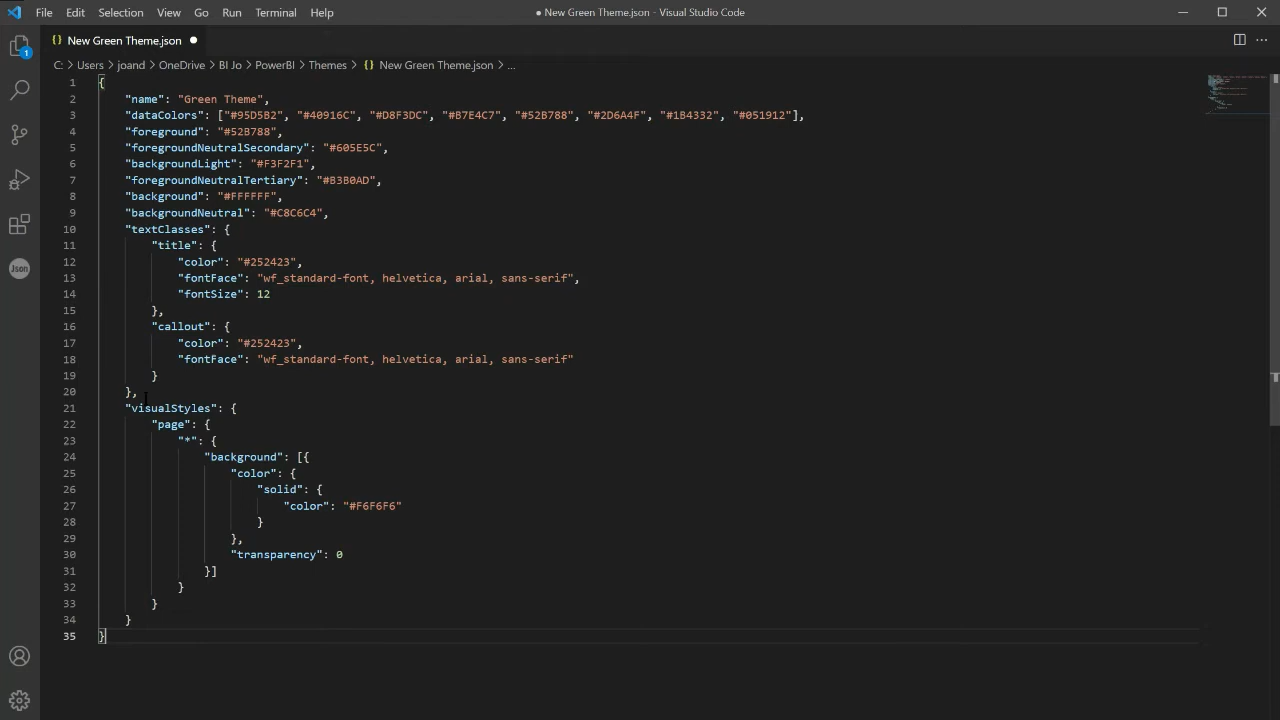 File Edit Selection View Go Run Terminal Help
● New Green Theme.json - Visual Studio Code
{} New Green Theme.json ●
C: > Users > joand > OneDrive > BI Jo > PowerBI > Themes > {} New Green Theme.json > ...
1
Json
1 {
2 "name": "Green Theme",
3 "dataColors": ["#95D5B2", "#40916C", "#D8F3DC", "#B7E4C7", "#52B788", "#2D6A4F", "#1B4332", "#051912"],
4 "foreground": "#52B788",
5 "foregroundNeutralSecondary": "#605E5C",
6 "backgroundLight": "#F3F2F1",
7 "foregroundNeutralTertiary": "#B3B0AD",
8 "background": "#FFFFFF",
9 "backgroundNeutral": "#C8C6C4",
10 "textClasses": {
11 "title": {
12 "color": "#252423",
13 "fontFace": "wf_standard-font, helvetica, arial, sans-serif",
14 "fontSize": 12
15 },
16 "callout": {
17 "color": "#252423",
18 "fontFace": "wf_standard-font, helvetica, arial, sans-serif"
19 }
20 },
21 "visualStyles": {
22 "page": {
23 "*": {
24 "background": [{
25 "color": {
26 "solid": {
27 "color": "#F6F6F6"
28 }
29 },
30 "transparency": 0
31 }]
32 }
33 }
34 }
35 }